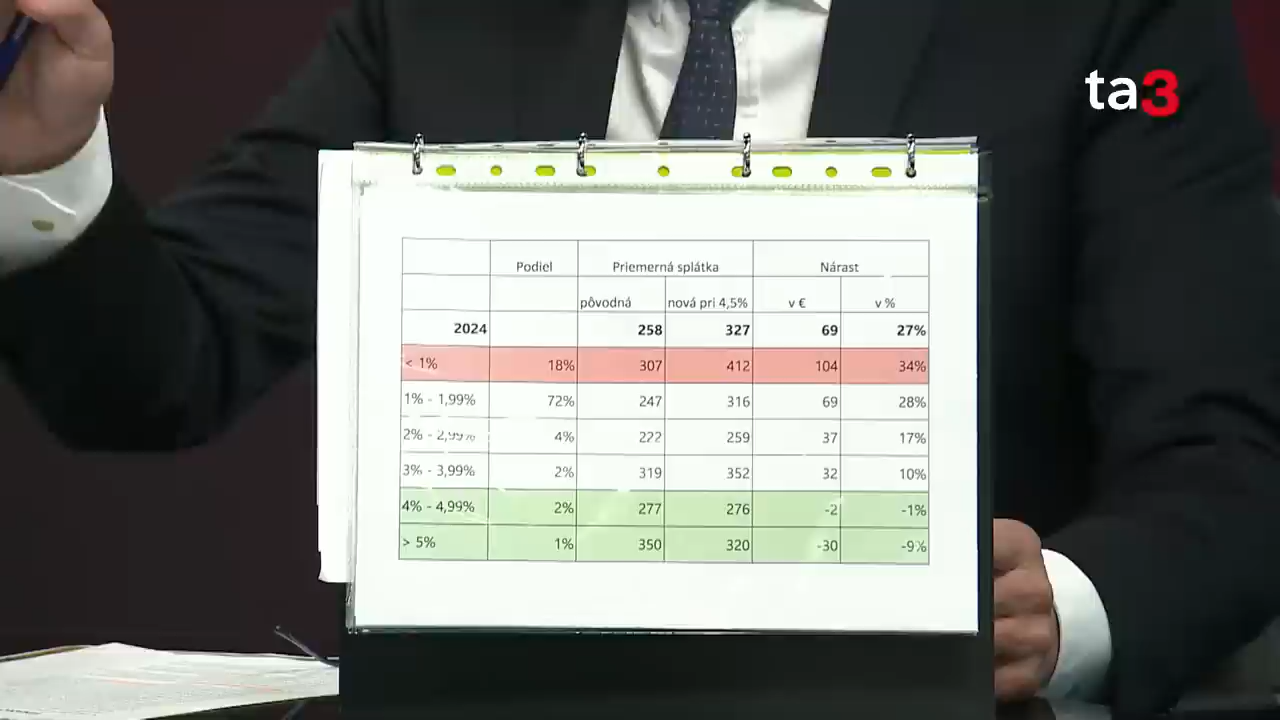 ta3
Podiel Priemerná splátka Nárast
pôvodná nová pri 4,5% v € v %
2024 258 327 69 27%
< 1% 18% 307 412 104 34%
1% - 1,99% 72% 247 316 69 28%
2% - 2,99% 4% 222 259 37 17%
3% - 3,99% 2% 319 352 32 10%
4% - 4,99% 2% 277 276 -2 -1%
> 5% 1% 350 320 -30 -9%